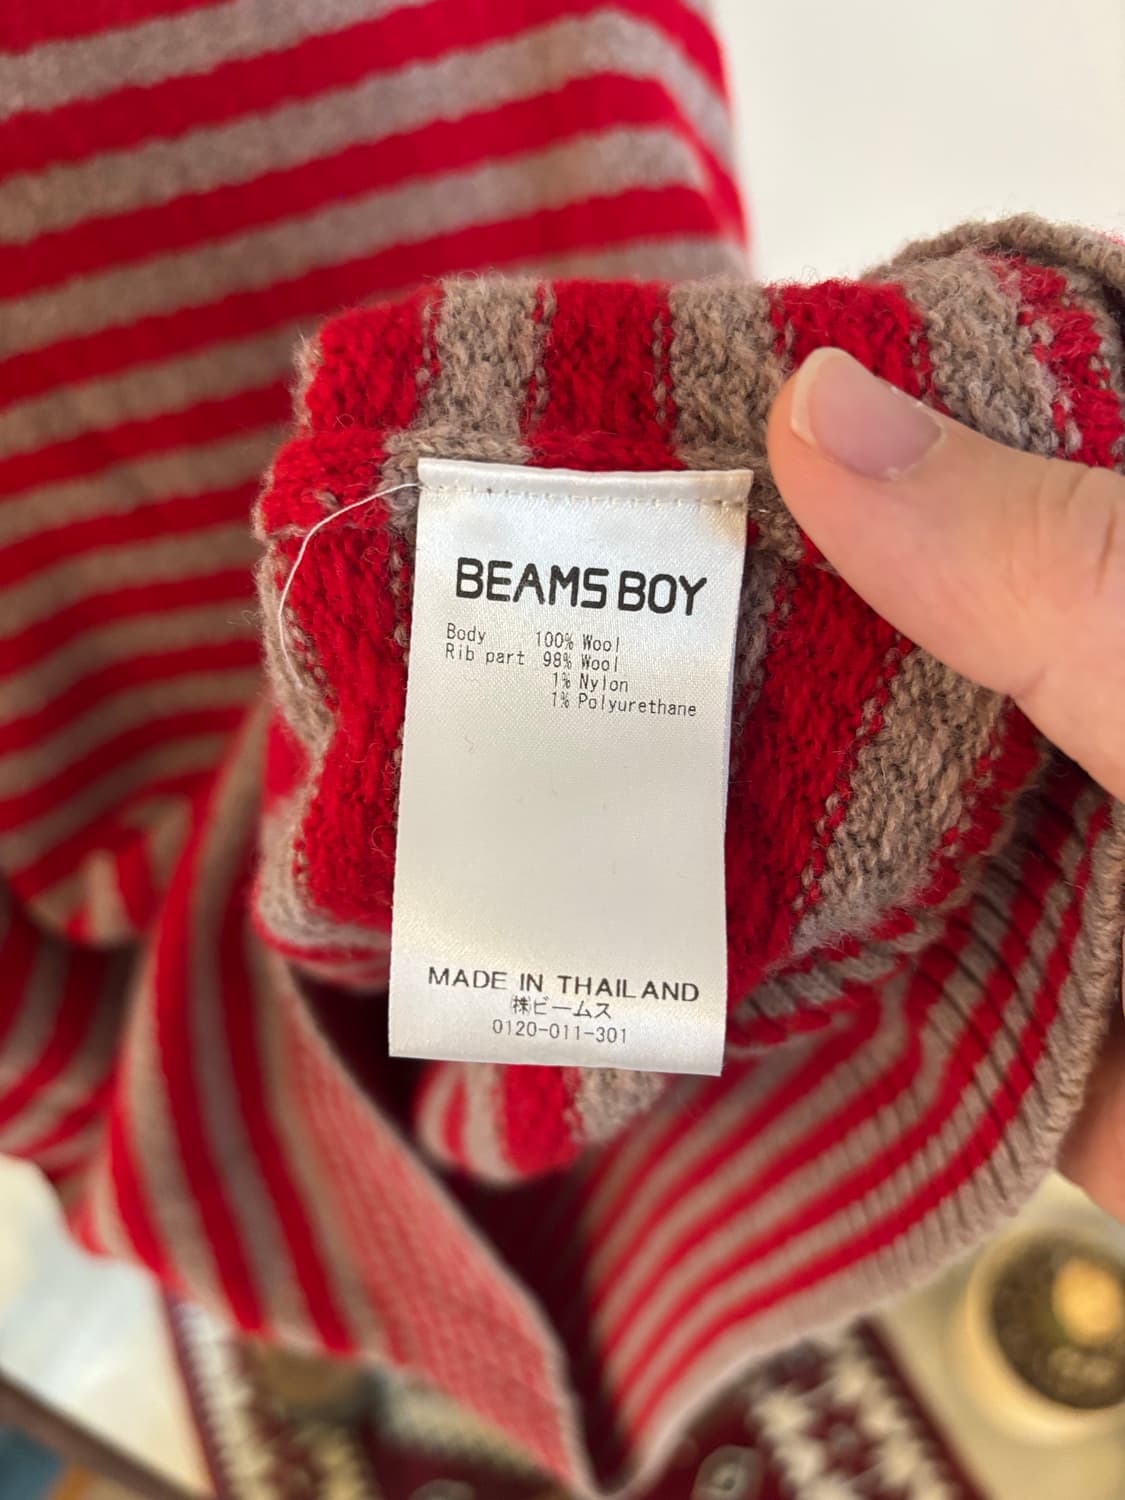 BEAMS BOY
Body 100% Wool
Rib part 98% Wool
1% Nylon
1% Polyurethane
MADE IN THAILAND
㈱ビームス
0120-011-301